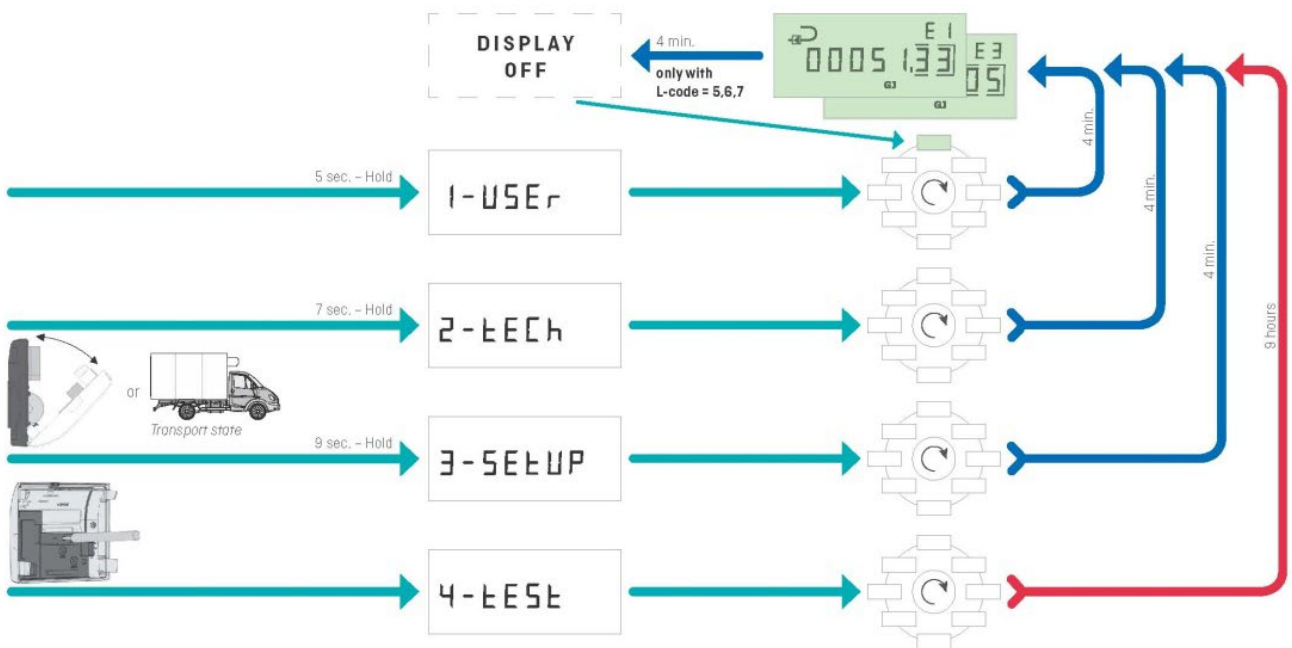 DISPLAY
OFF
4 min.
only with
L-code = 5,6,7
E1
00051,33
GJ
E3
05
GJ
4 min.
4 min.
4 min.
9 hours
5 sec. – Hold
1-USEr
7 sec. – Hold
2-tECh
or
Transport state
9 sec. – Hold
3-SEtUP
4-tESt